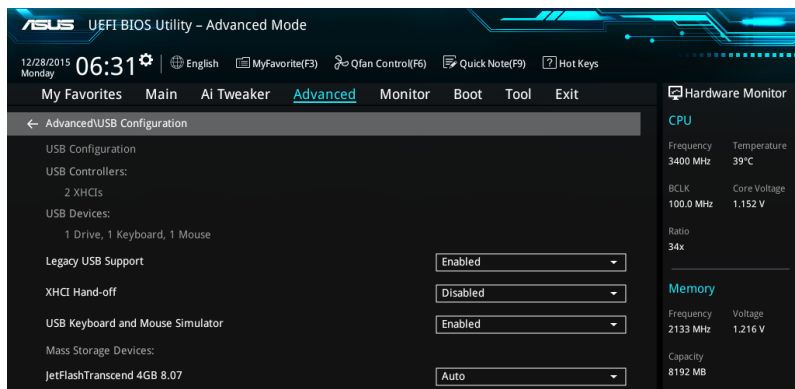 ASUS UEFI BIOS Utility – Advanced Mode
12/28/2015 Monday 06:31 English MyFavorite(F3) Qfan Control(F6) Quick Note(F9) ? Hot Keys
My Favorites Main Ai Tweaker Advanced Monitor Boot Tool Exit
← Advanced\USB Configuration
USB Configuration
USB Controllers:
2 XHCIs
USB Devices:
1 Drive, 1 Keyboard, 1 Mouse
Legacy USB Support Enabled
XHCI Hand-off Disabled
USB Keyboard and Mouse Simulator Enabled
Mass Storage Devices:
JetFlashTranscend 4GB 8.07 Auto
Hardware Monitor
CPU
Frequency Temperature
3400 MHz 39°C
BCLK Core Voltage
100.0 MHz 1.152 V
Ratio
34x
Memory
Frequency Voltage
2133 MHz 1.216 V
Capacity
8192 MB